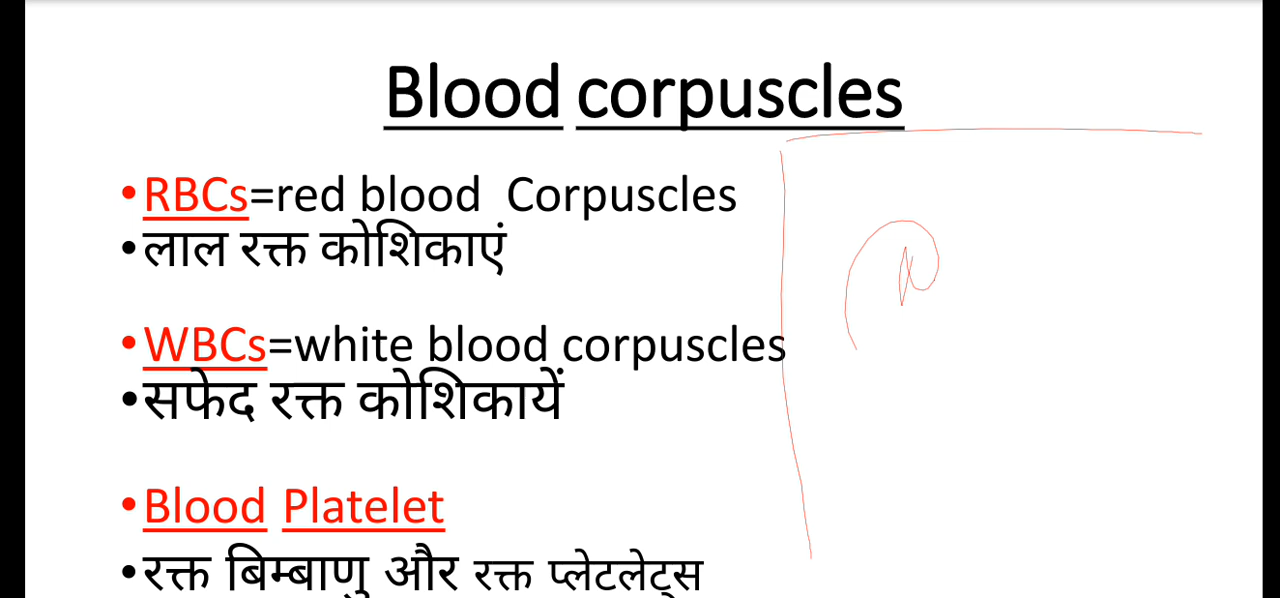 Blood corpuscles
•RBCs=red blood  Corpuscles
•लाल रक्त कोशिकाएं
•WBCs=white blood corpuscles
•सफेद रक्त कोशिकायें
•Blood Platelet
•रक्त बिम्बाणु और रक्त प्लेटलेट्स